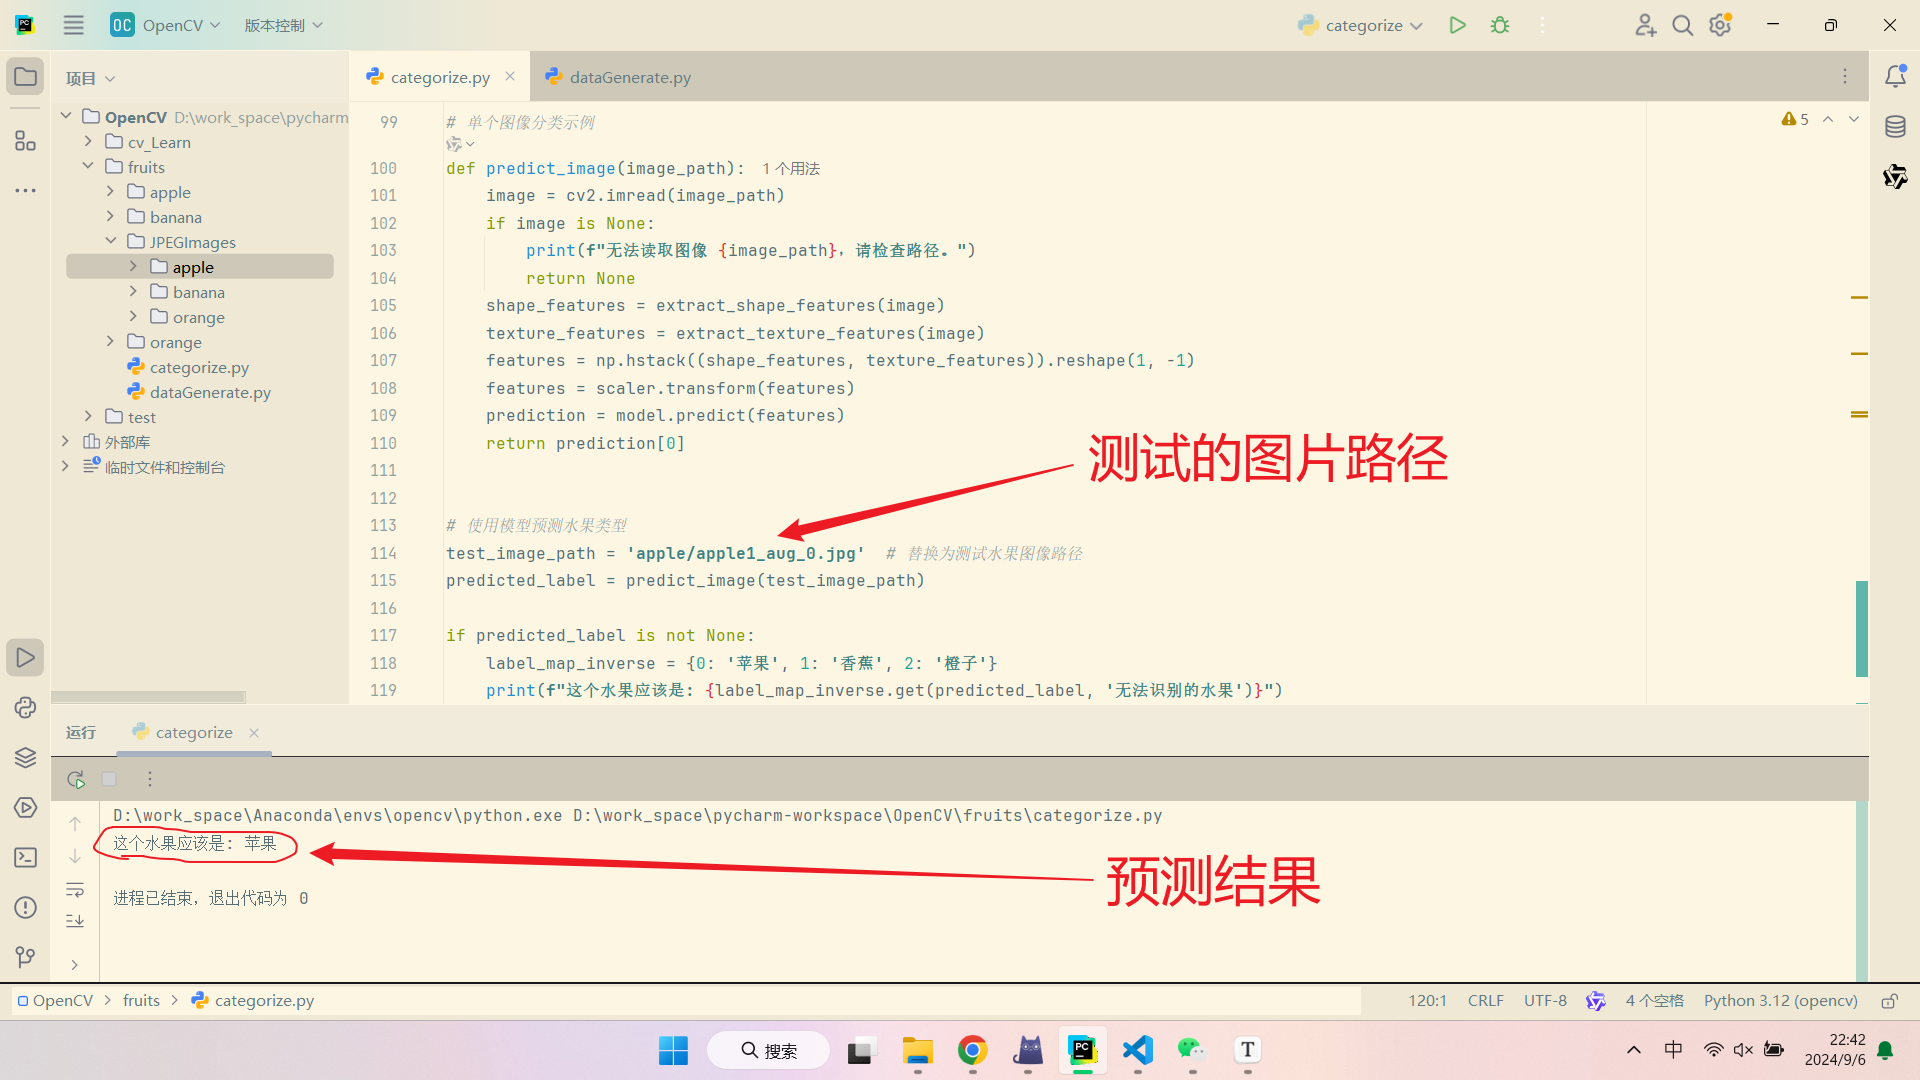 OC OpenCV 版本控制 categorize
项目
categorize.py
dataGenerate.py
OpenCV D:\work_space\pycharm
cv_Learn
fruits
apple
banana
JPEGImages
apple
banana
orange
orange
categorize.py
dataGenerate.py
test
外部库
临时文件和控制台
5
99 # 单个图像分类示例
100 def predict_image(image_path): 1 个用法
101 image = cv2.imread(image_path)
102 if image is None:
103 print(f"无法读取图像 {image_path}，请检查路径。")
104 return None
105 shape_features = extract_shape_features(image)
106 texture_features = extract_texture_features(image)
107 features = np.hstack((shape_features, texture_features)).reshape(1, -1)
108 features = scaler.transform(features)
109 prediction = model.predict(features)
110 return prediction[0]
111
112
113 # 使用模型预测水果类型
114 test_image_path = 'apple/apple1_aug_0.jpg' # 替换为测试水果图像路径
115 predicted_label = predict_image(test_image_path)
116
117 if predicted_label is not None:
118 label_map_inverse = {0: '苹果', 1: '香蕉', 2: '橙子'}
119 print(f"这个水果应该是: {label_map_inverse.get(predicted_label, '无法识别的水果')}")
测试的图片路径
运行 categorize
D:\work_space\Anaconda\envs\opencv\python.exe D:\work_space\pycharm-workspace\OpenCV\fruits\categorize.py
这个水果应该是: 苹果
预测结果
进程已结束，退出代码为 0
OpenCV fruits categorize.py
120:1 CRLF UTF-8 4 个空格 Python 3.12 (opencv)
搜索
PC
T
中
22:42
2024/9/6